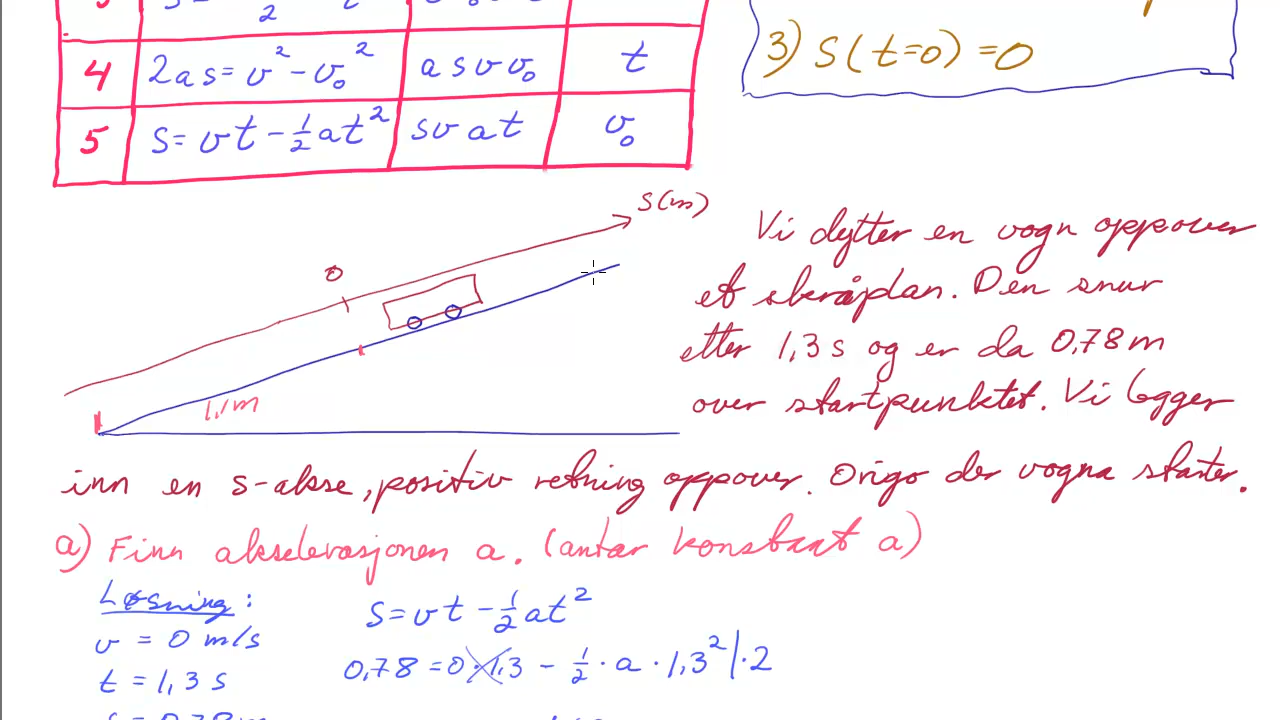 2
4 2as=v²-v₀² a s v v₀ t
5 s=vt-½at² s v a t v₀
3) S(t=0)=0
S(m)
0
1,1m
Vi dytter en vogn oppover
et skråplan. Den snur
etter 1,3 s og er da 0,78 m
over startpunktet. Vi legger
inn en s-akse, positiv retning oppover. Origo der vogna starter.
a) Finn akselerasjonen a. (antar konstant a)
Løsning:
v = 0 m/s
t = 1,3 s
s = 0,78 m
s=vt-½at²
0,78=0·1,3 - ½·a·1,3² |·2